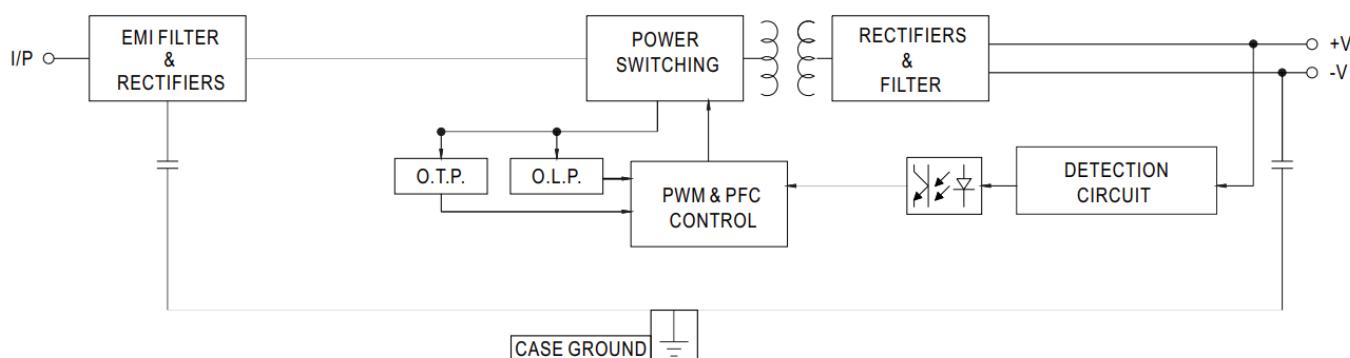 I/P
EMI FILTER
&
RECTIFIERS
POWER
SWITCHING
RECTIFIERS
&
FILTER
+V
-V
O.T.P.
O.L.P.
PWM & PFC
CONTROL
DETECTION
CIRCUIT
CASE GROUND